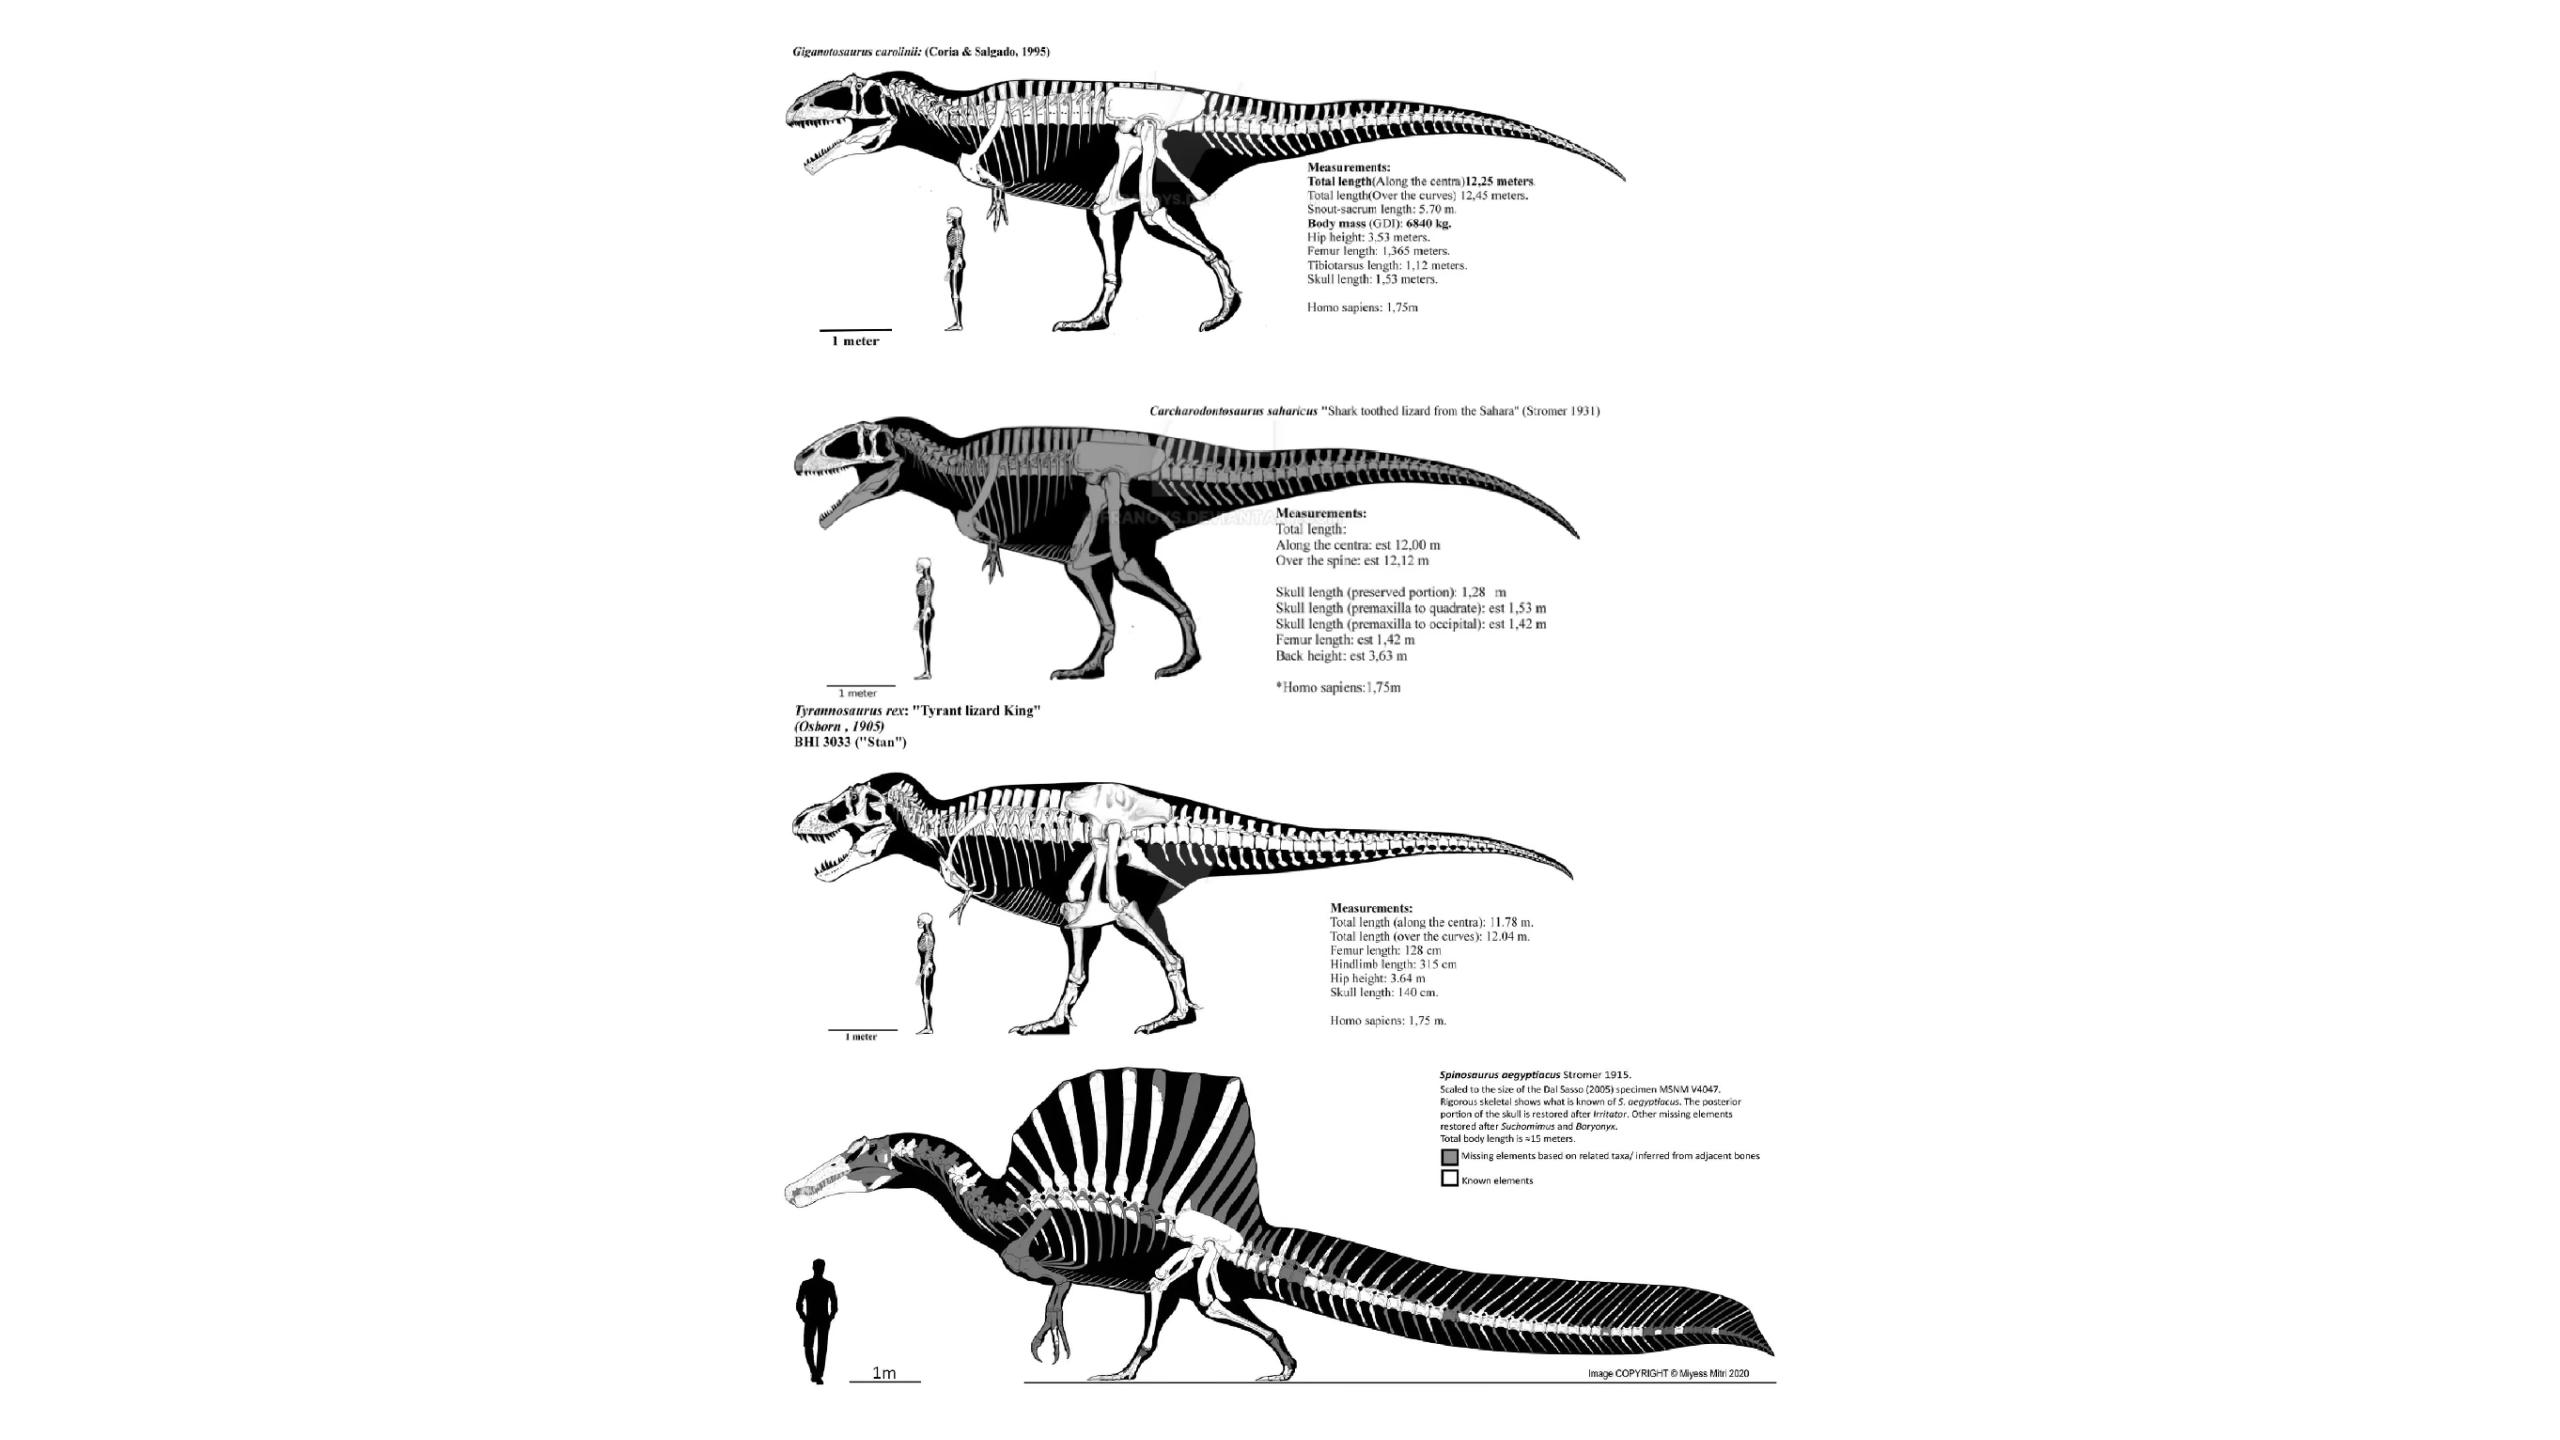 Giganotosaurus carolinii: (Coria & Salgado, 1995)
Measurements:
Total length(Along the centra)12,25 meters.
Total length(Over the curves) 12,45 meters.
Snout-sacrum length: 5.70 m.
Body mass (GDI): 6840 kg.
Hip height: 3,53 meters.
Femur length: 1,365 meters.
Tibiotarsus length: 1,12 meters.
Skull length: 1,53 meters.
Homo sapiens: 1,75m
1 meter
Carcharodontosaurus saharicus "Shark toothed lizard from the Sahara" (Stromer 1931)
FRANOYS.DEVIANTA
Measurements:
Total length:
Along the centra: est 12,00 m
Over the spine: est 12,12 m
Skull length (preserved portion): 1,28 m
Skull length (premaxilla to quadrate): est 1,53 m
Skull length (premaxilla to occipital): est 1,42 m
Femur length: est 1,42 m
Back height: est 3,63 m
*Homo sapiens:1,75m
1 meter
Tyrannosaurus rex: "Tyrant lizard King"
(Osborn , 1905)
BHI 3033 ("Stan")
Measurements:
Total length (along the centra): 11.78 m.
Total length (over the curves): 12.04 m.
Femur length: 128 cm
Hindlimb length: 315 cm
Hip height: 3.64 m
Skull length: 140 cm.
Homo sapiens: 1,75 m.
1 meter
Spinosaurus aegyptiacus Stromer 1915.
Scaled to the size of the Dal Sasso (2005) specimen MSNM V4047.
Rigorous skeletal shows what is known of S. aegyptiacus. The posterior
portion of the skull is restored after Irritator. Other missing elements
restored after Suchomimus and Baryonyx.
Total body length is ≈15 meters.
Missing elements based on related taxa/ inferred from adjacent bones
Known elements
1m
Image COPYRIGHT © Miyess Mitri 2020